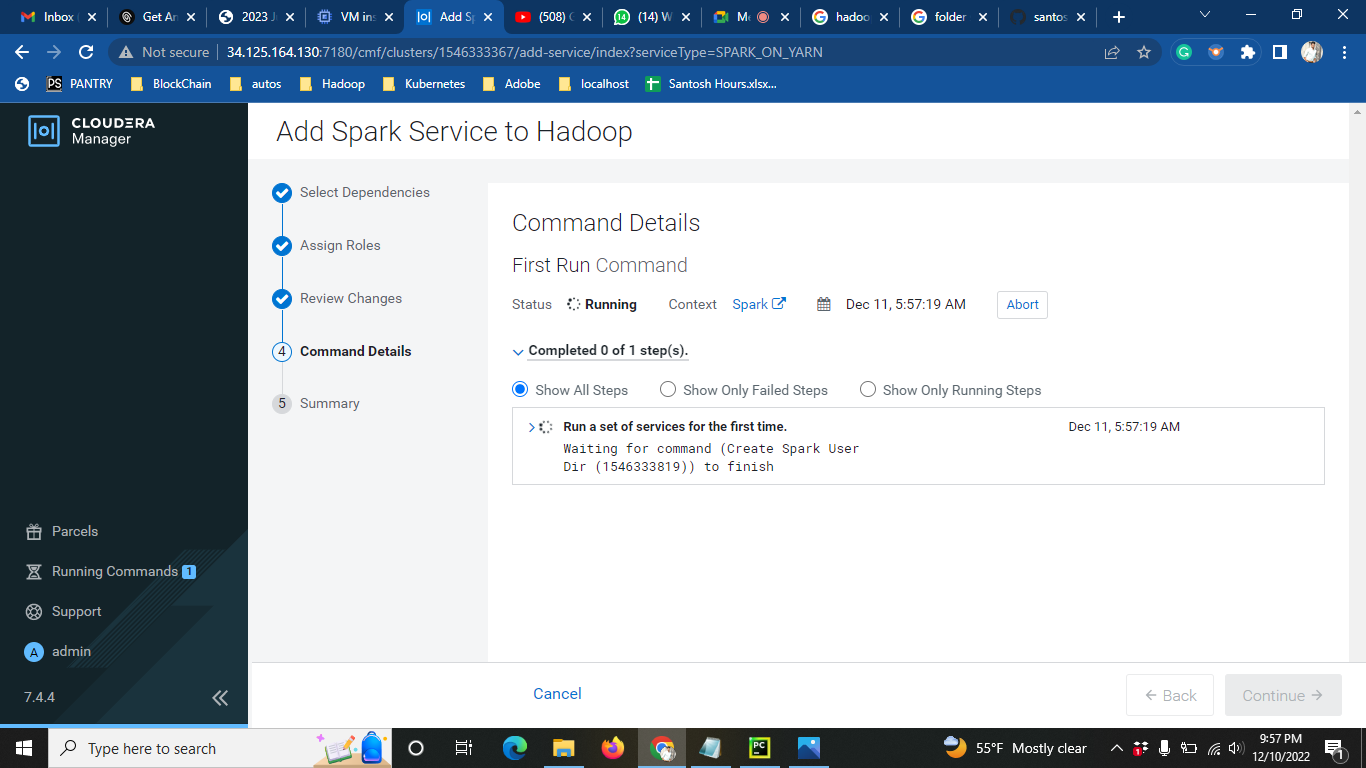 Inbox (
Get An
2023 J
VM ins
Add Sp
(508) C
(14) W
Me
hadoo
folder
santos
Not secure
34.125.164.130:7180/cmf/clusters/1546333367/add-service/index?serviceType=SPARK_ON_YARN
PS PANTRY
BlockChain
autos
Hadoop
Kubernetes
Adobe
localhost
Santosh Hours.xlsx...
CLOUDERA
Manager
Add Spark Service to Hadoop
Select Dependencies
Assign Roles
Review Changes
4 Command Details
5 Summary
Command Details
First Run Command
Status Running Context Spark Dec 11, 5:57:19 AM Abort
Completed 0 of 1 step(s).
Show All Steps Show Only Failed Steps Show Only Running Steps
Run a set of services for the first time. Dec 11, 5:57:19 AM
Waiting for command (Create Spark User
Dir (1546333819)) to finish
Parcels
Running Commands 1
Support
A admin
7.4.4
Cancel
Back
Continue
Type here to search
PC
55°F Mostly clear
9:57 PM
12/10/2022
1